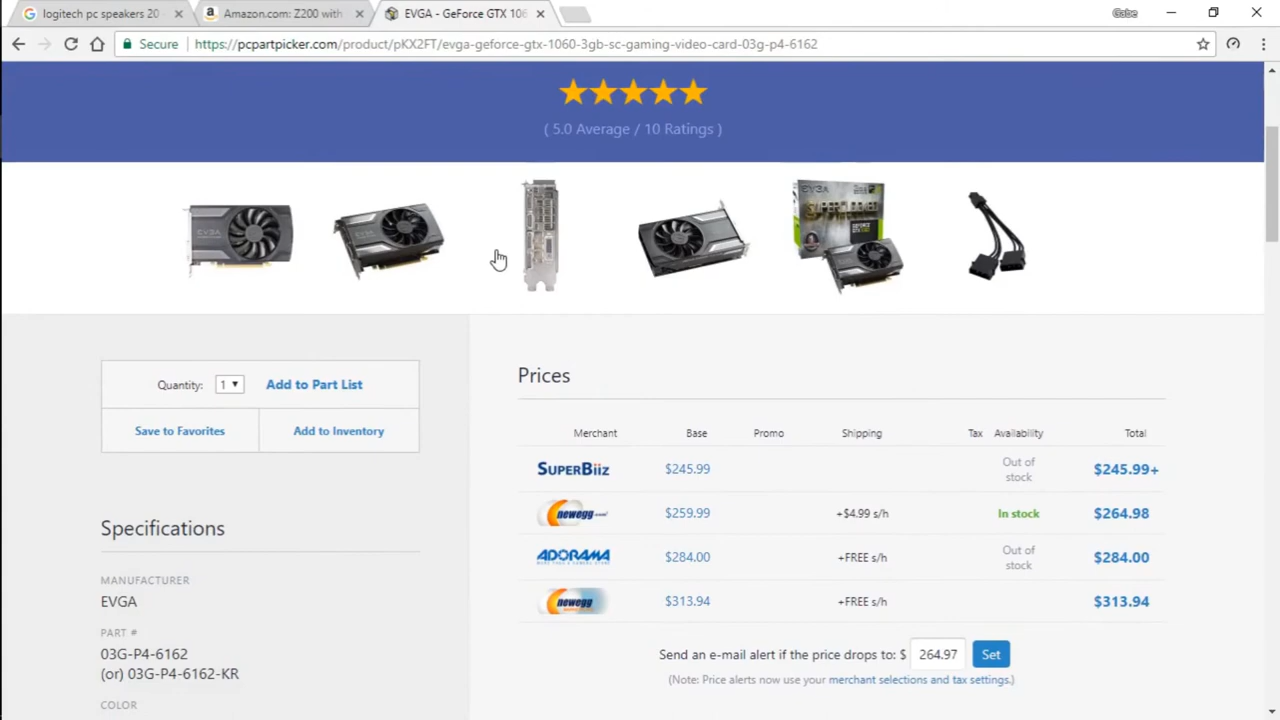 logitech pc speakers 20
Amazon.com: Z200 with
EVGA - GeForce GTX 106
Gabe
Secure
https://pcpartpicker.com/product/pKX2FT/evga-geforce-gtx-1060-3gb-sc-gaming-video-card-03g-p4-6162
( 5.0 Average / 10 Ratings )
Quantity: 1 Add to Part List
Save to Favorites Add to Inventory
Specifications
MANUFACTURER
EVGA
PART #
03G-P4-6162
(or) 03G-P4-6162-KR
COLOR
Prices
Merchant Base Promo Shipping Tax Availability Total
SUPERBIIZ $245.99 Out of stock $245.99+
newegg $259.99 +$4.99 s/h In stock $264.98
ADORAMA $284.00 +FREE s/h Out of stock $284.00
newegg $313.94 +FREE s/h $313.94
Send an e-mail alert if the price drops to: $ 264.97 Set
(Note: Price alerts now use your merchant selections and tax settings.)